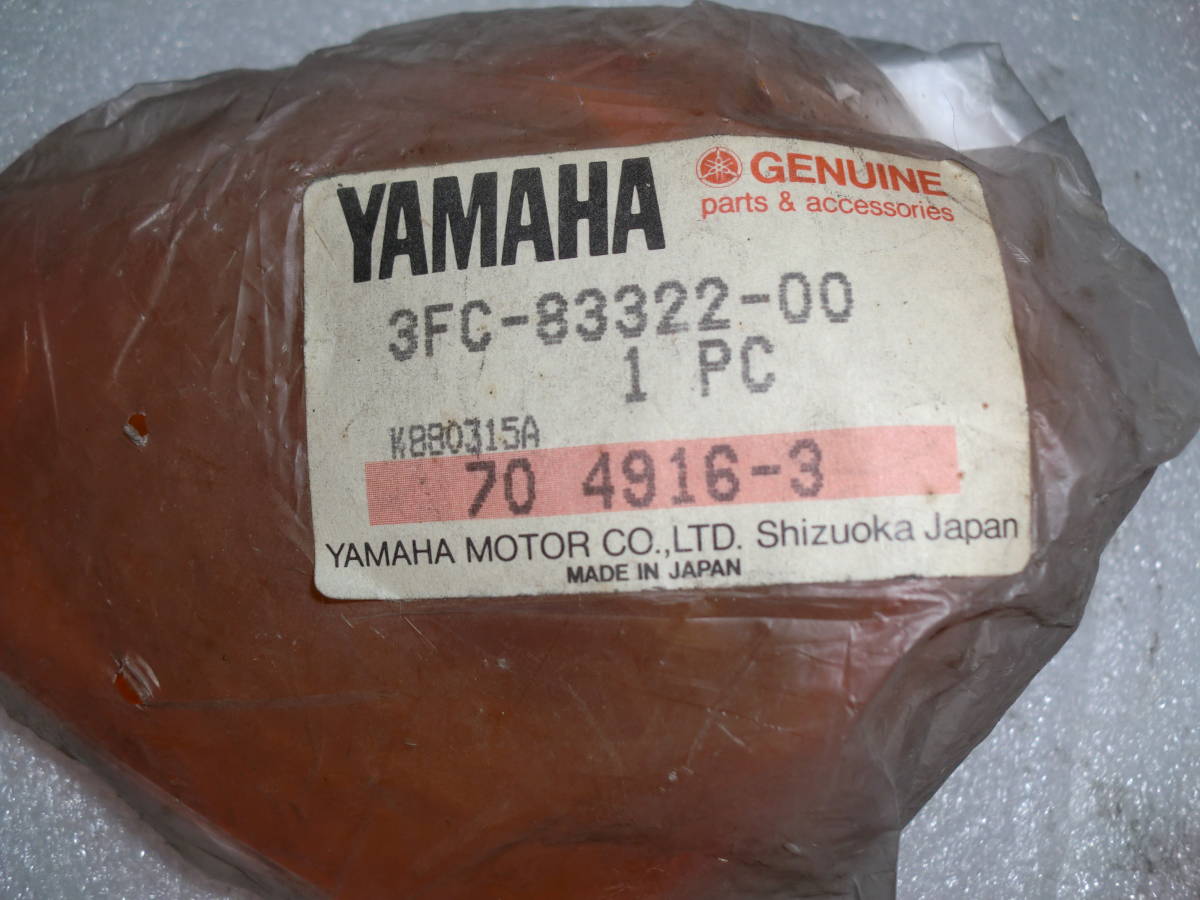 YAMAHA
GENUINE
parts & accessories
3FC-83322-00
1 PC
K880315A
70 4916-3
YAMAHA MOTOR CO.,LTD. Shizuoka Japan
MADE IN JAPAN